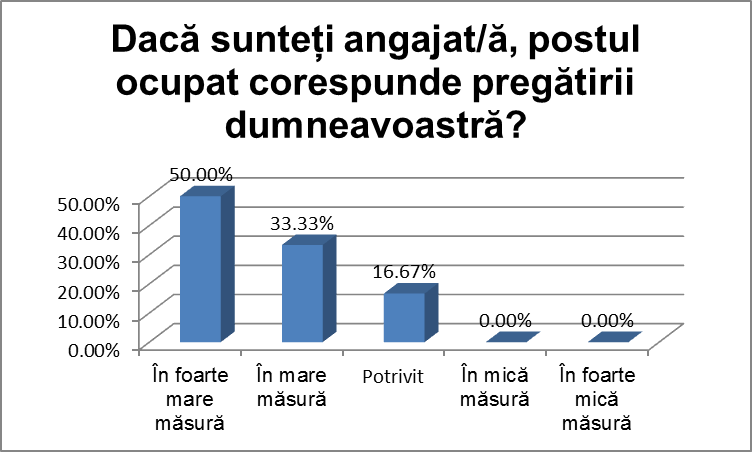 Dacă sunteți angajat/ă, postul
ocupat corespunde pregătirii
dumneavoastră?
50.00%
33.33%
16.67%
0.00%
0.00%
50.00%
40.00%
30.00%
20.00%
10.00%
0.00%
În foarte
mare
măsură
În mare
măsură
Potrivit
În mică
măsură
În foarte
mică
măsură